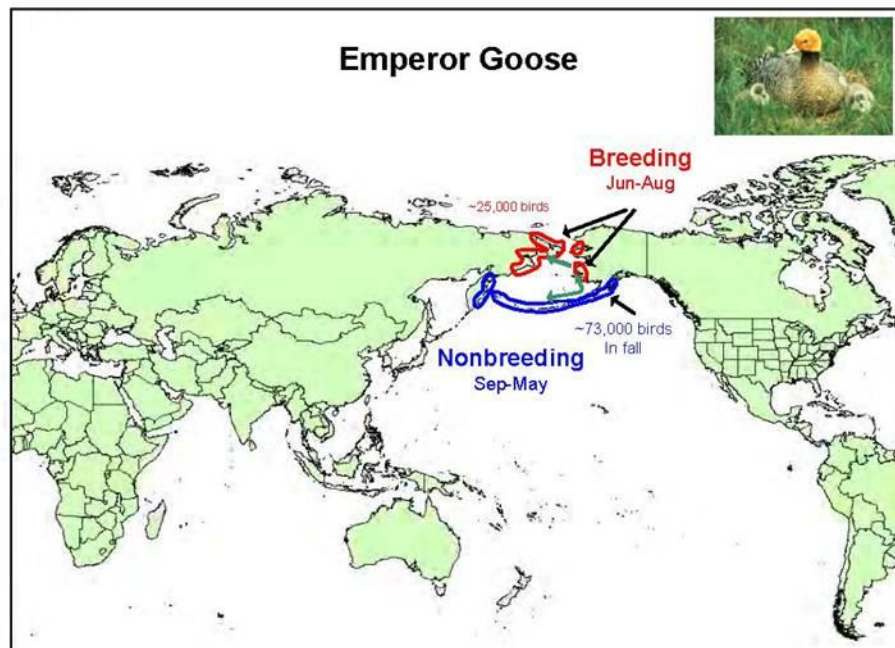 Emperor Goose
Breeding
Jun-Aug
~25,000 birds
~73,000 birds
In fall
Nonbreeding
Sep-May